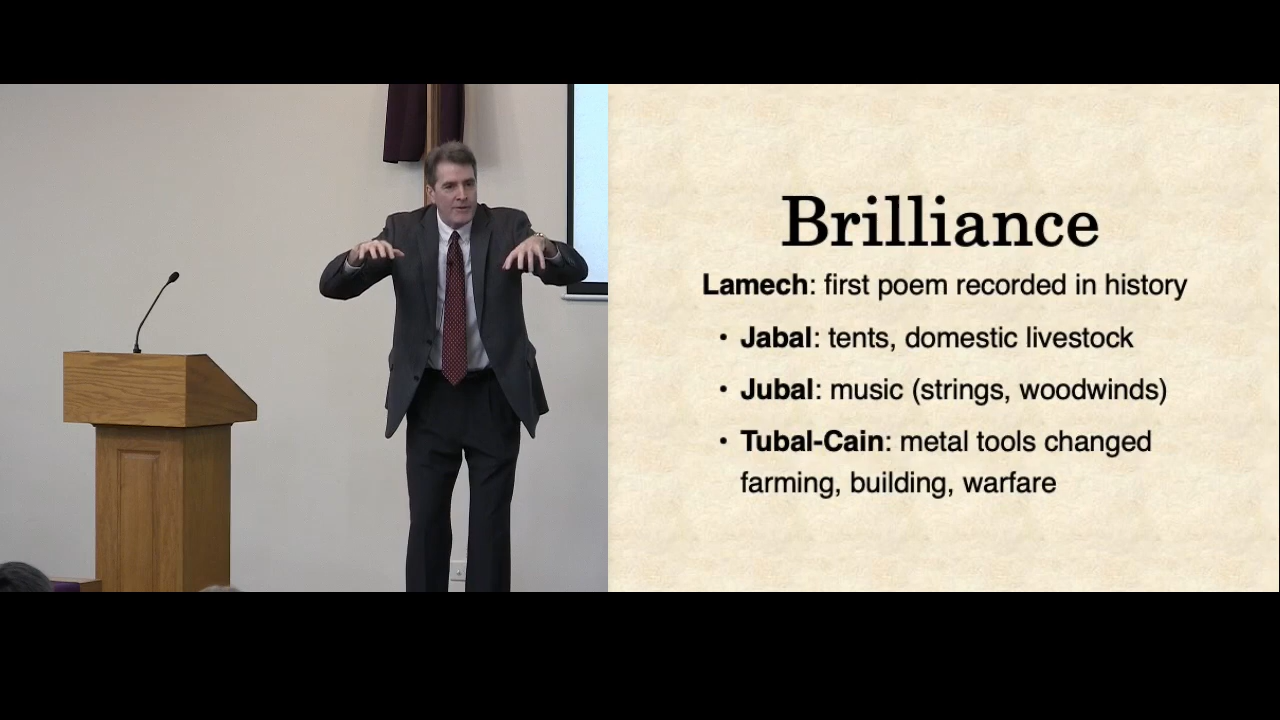 Brilliance
Lamech: first poem recorded in history
• Jabal: tents, domestic livestock
• Jubal: music (strings, woodwinds)
• Tubal-Cain: metal tools changed
farming, building, warfare